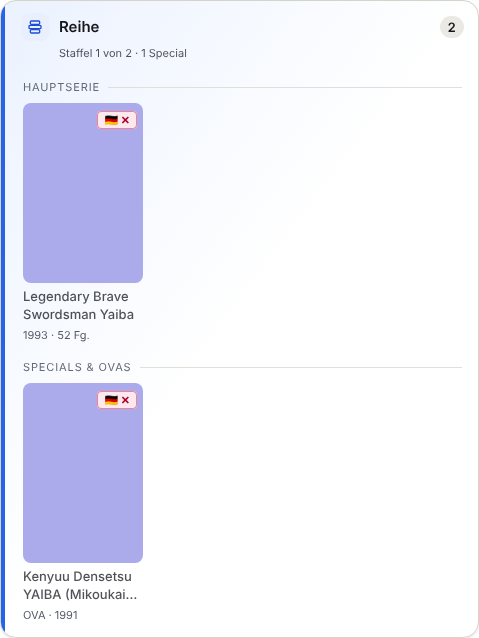 Reihe
2
Staffel 1 von 2 · 1 Special
HAUPTSERIE
Legendary Brave
Swordsman Yaiba
1993 · 52 Fg.
SPECIALS & OVAS
Kenyuu Densetsu
YAIBA (Mikoukai...
OVA · 1991